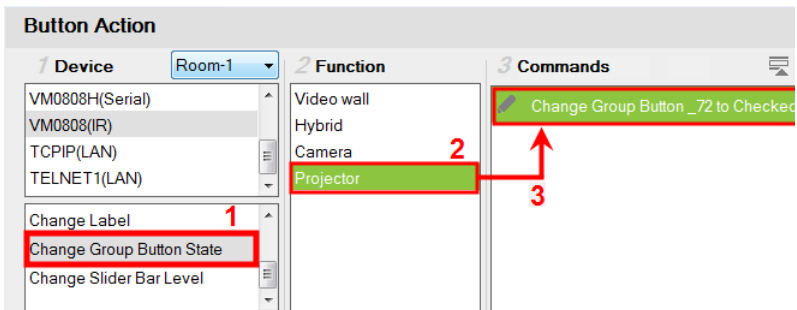 Button Action
1 Device Room-1 2 Function 3 Commands
VM0808H(Serial)
VM0808(IR)
TCPIP(LAN)
TELNET1(LAN)
Change Label 1
Change Group Button State
Change Slider Bar Level
Video wall
Hybrid
Camera 2
Projector
Change Group Button _72 to Checked
3